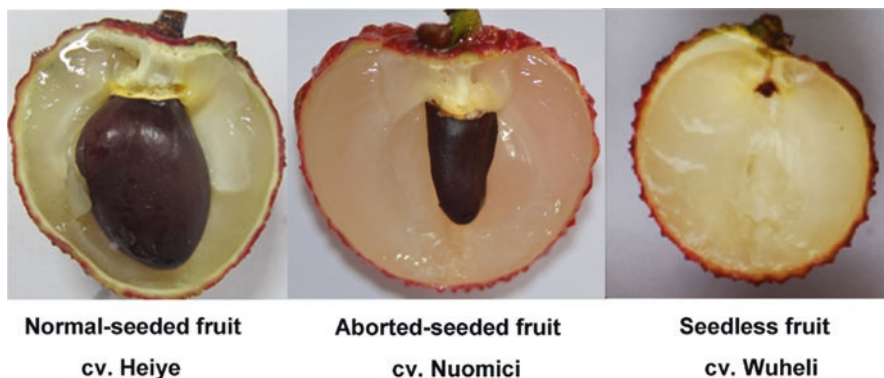 Normal-seeded fruit
cv. Heiye
Aborted-seeded fruit
cv. Nuomici
Seedless fruit
cv. Wuheli